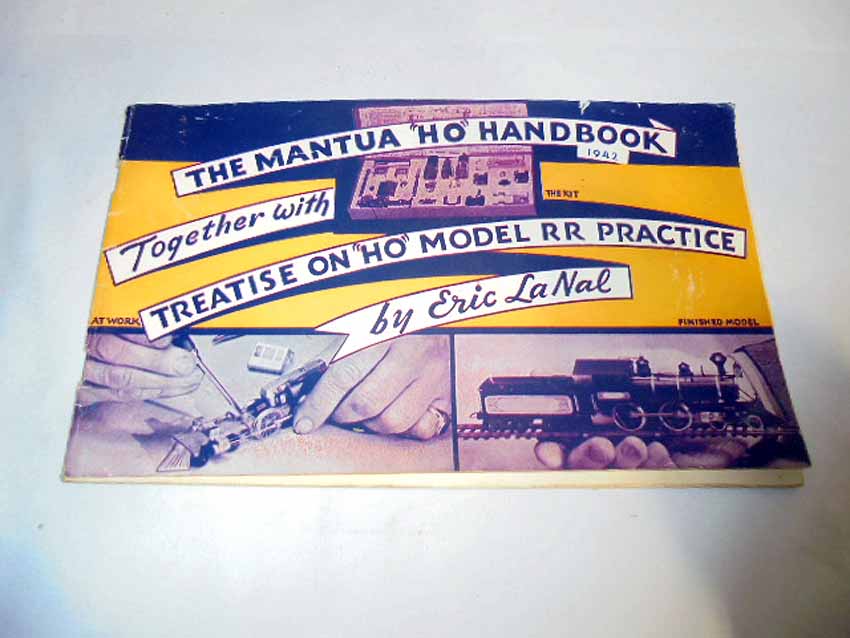 THE MANTUA "HO" HANDBOOK
1942
THE KIT
Together with
TREATISE ON "HO" MODEL RR PRACTICE
by Eric LaNal
AT WORK
FINISHED MODEL